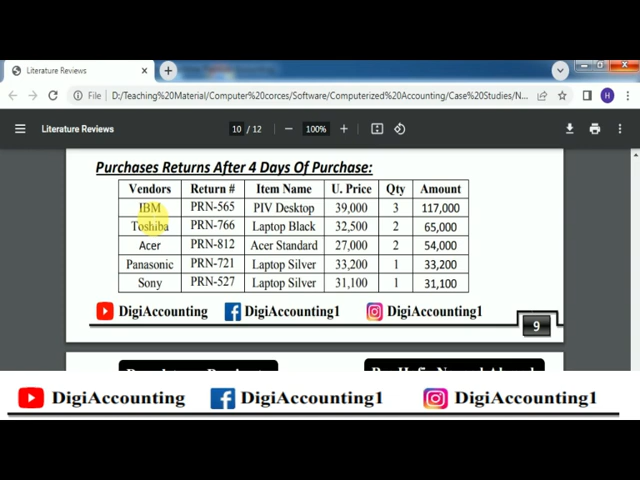 Literature Reviews
File D:/Teaching%20Material/Computer%20corces/Software/Computerized%20Accounting/Case%20Studies/N...
H
Literature Reviews 10 / 12 100%
Purchases Returns After 4 Days Of Purchase:
Vendors Return # Item Name U. Price Qty Amount
IBM PRN-565 PIV Desktop 39,000 3 117,000
Toshiba PRN-766 Laptop Black 32,500 2 65,000
Acer PRN-812 Acer Standard 27,000 2 54,000
Panasonic PRN-721 Laptop Silver 33,200 1 33,200
Sony PRN-527 Laptop Silver 31,100 1 31,100
DigiAccounting DigiAccounting1 DigiAccounting1
9
DigiAccounting DigiAccounting1 DigiAccounting1